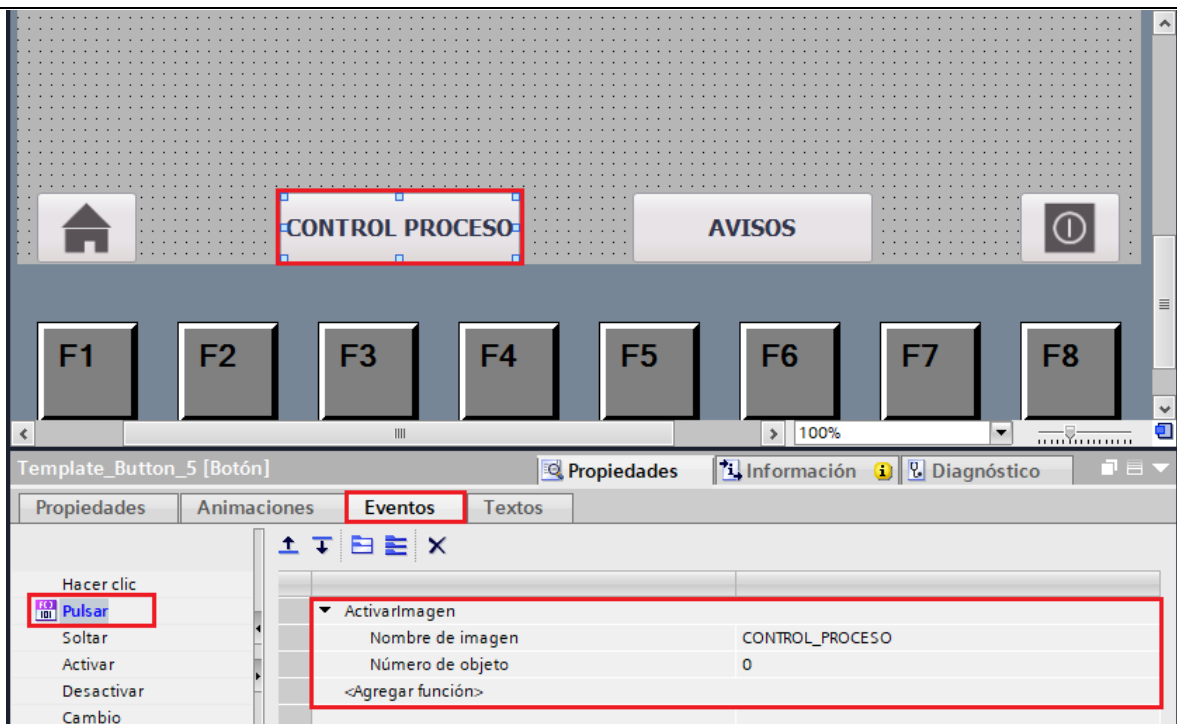 CONTROL PROCESO
AVISOS
F1
F2
F3
F4
F5
F6
F7
F8
100%
Template_Button_5 [Botón]
Propiedades
Información
Diagnóstico
Propiedades
Animaciones
Eventos
Textos
Hacer clic
Pulsar
Soltar
Activar
Desactivar
Cambio
ActivarImagen
Nombre de imagen CONTROL_PROCESO
Número de objeto 0
<Agregar función>